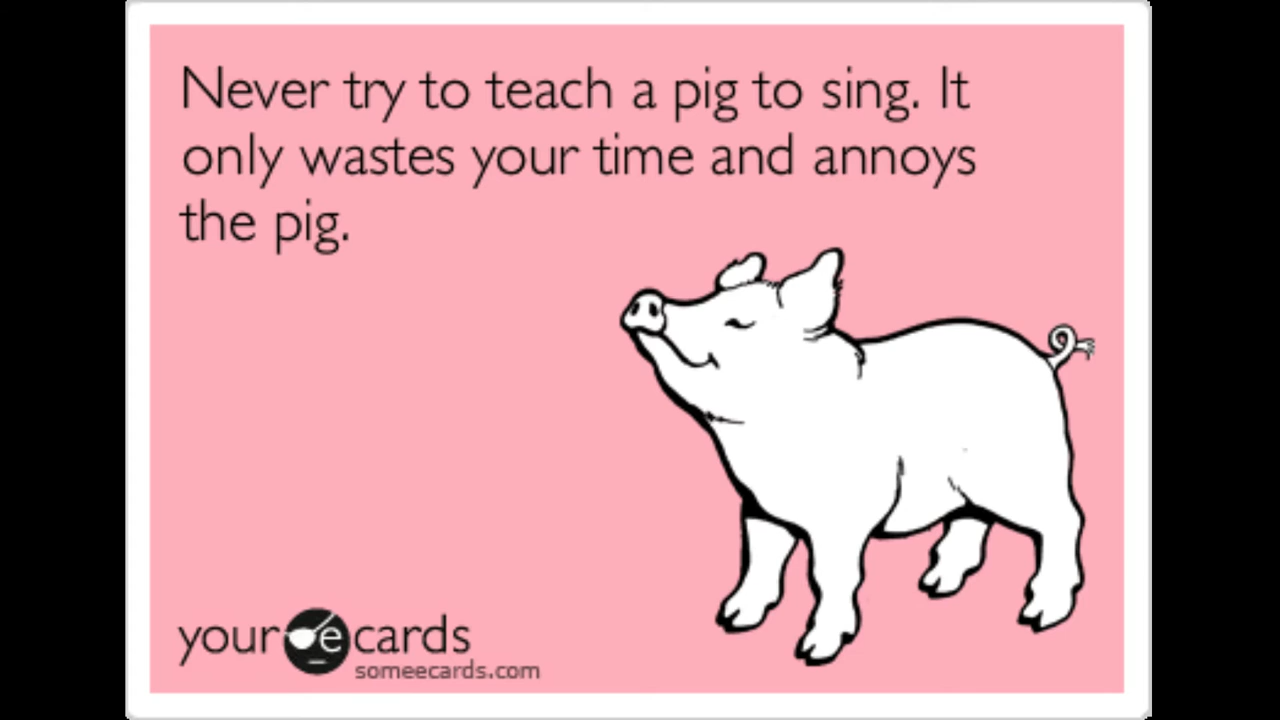 Never try to teach a pig to sing. It
only wastes your time and annoys
the pig.
your e cards
someecards.com